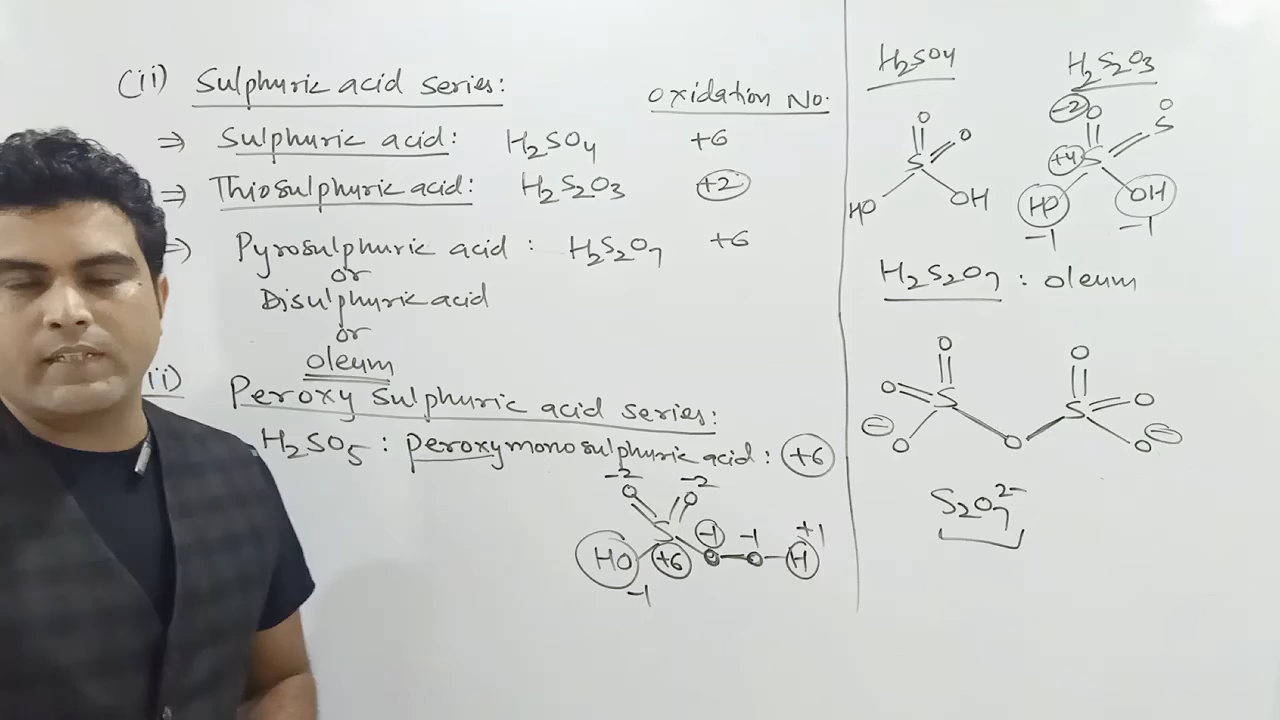 (ii) Sulphuric acid series:
Oxidation No.
⇒ Sulphuric acid: H2SO4 +6
⇒ Thiosulphuric acid: H2S2O3 +2
⇒ Pyrosulphuric acid : H2S2O7 +6
or
Disulphuric acid
or
oleum
ii)
Peroxy sulphuric acid series:
H2SO5 : peroxymonosulphuric acid: +6
-2 -2
O O
S
HO +6 -1 -1 +1
O O H
-1
H2SO4
O
O
S
HO OH
H2S2O3
-2 O O
S
+4 S
HO OH
-1 -1
H2S2O7 : oleum
O O
O S S O
⊖ O O O ⊖
S2O7 2-